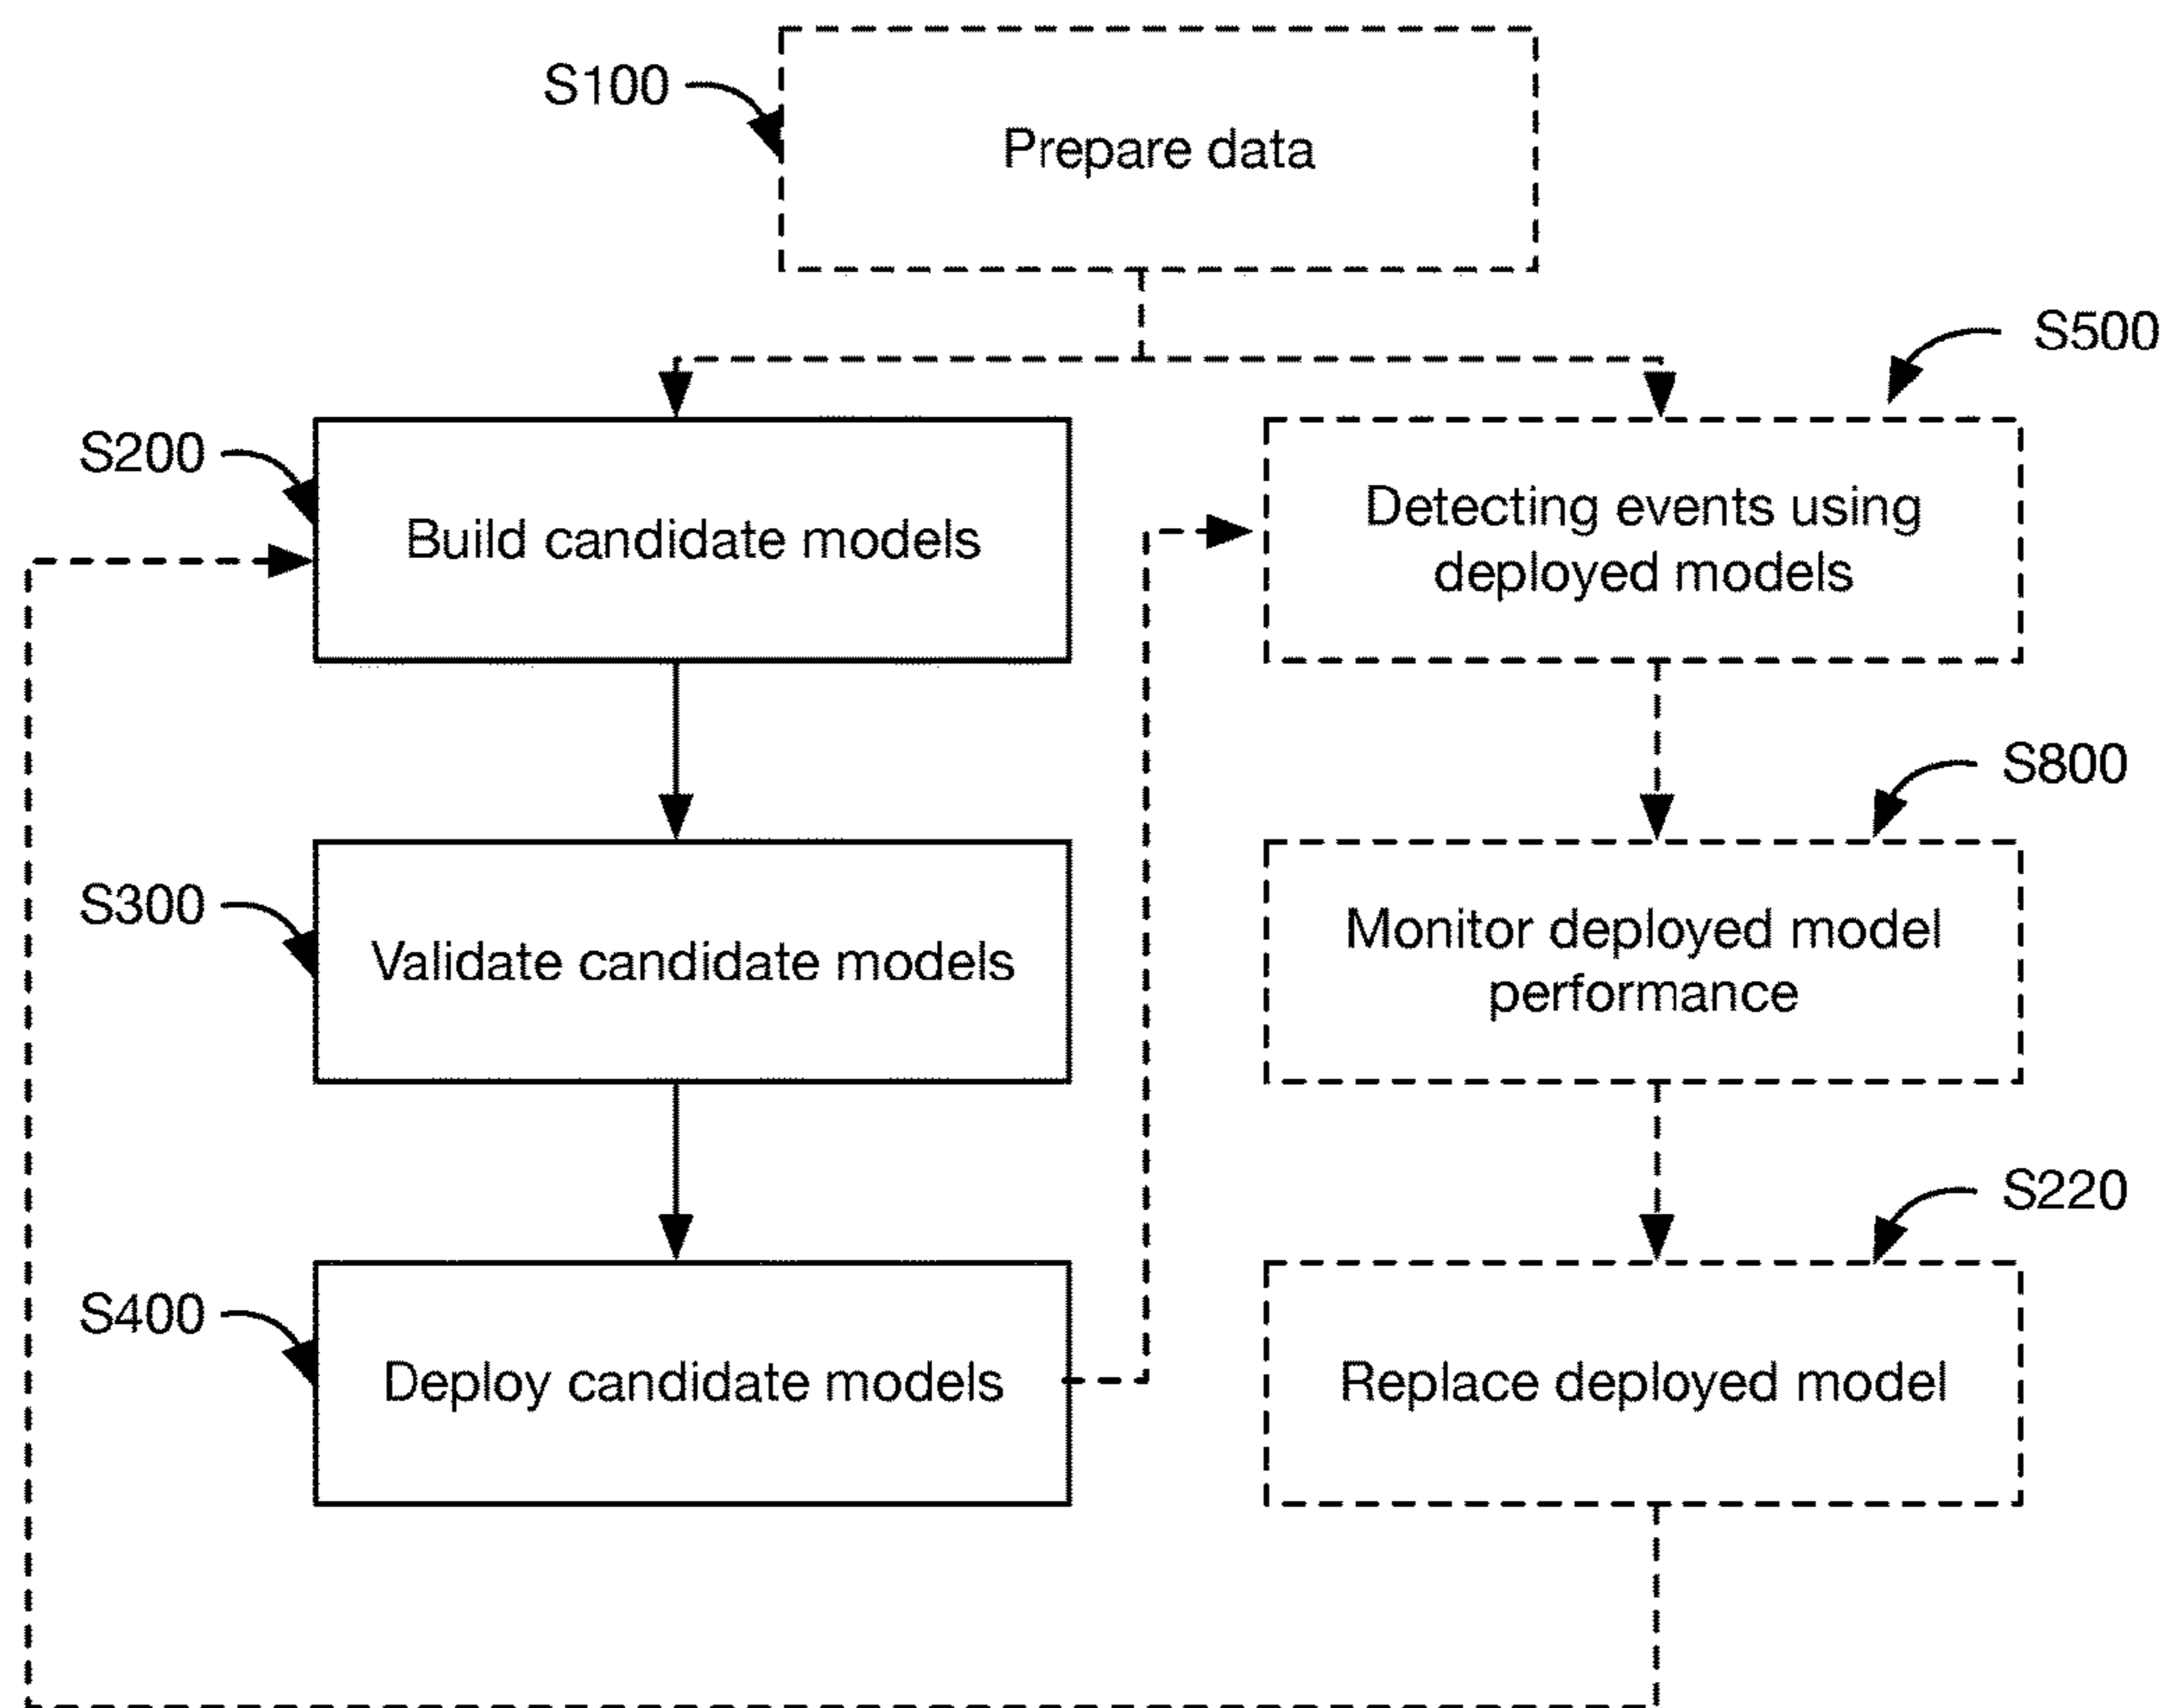 S100
Prepare data
S500
S200
Build candidate models
Detecting events using
deployed models
S800
S300
Validate candidate models
Monitor deployed model
performance
S220
S400
Deploy candidate models
Replace deployed model